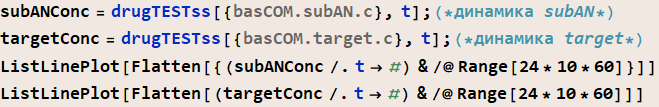 subANConc = drugTESTss[{basCOM.subAN.c}, t]; (*динамика subAN*)
targetConc = drugTESTss[{basCOM.target.c}, t]; (*динамика target*)
ListLinePlot[Flatten[{(subANConc /. t → #) & /@ Range[24 * 10 * 60]}]]
ListLinePlot[Flatten[(targetConc /. t → #) & /@ Range[24 * 10 * 60]]]